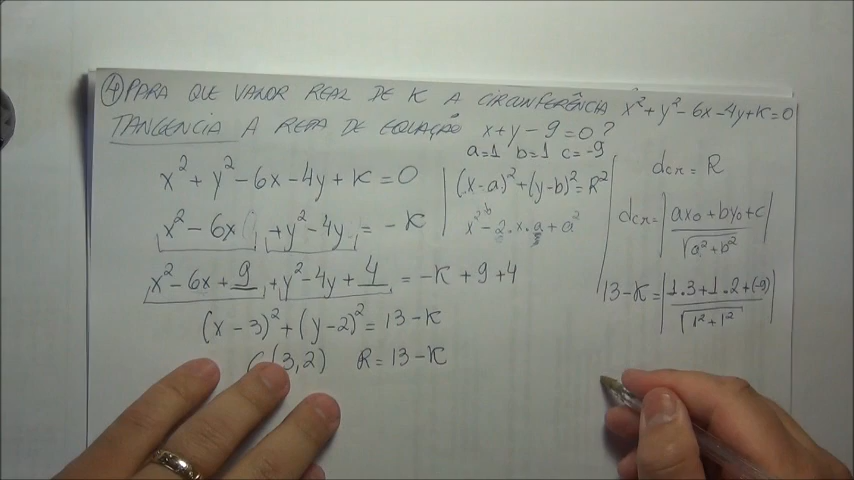 ④ PARA QUE VALOR REAL DE K A CIRCUNFERÊNCIA x² + y² - 6x - 4y + K = 0
TANGENCIA A RETA DE EQUAÇÃO x + y - 9 = 0?
a=1 b=1 c=-9
x² + y² - 6x - 4y + K = 0
x² - 6x + y² - 4y = - K
x² - 6x + 9 + y² - 4y + 4 = -K + 9 + 4
(x - 3)² + (y - 2)² = 13 - K
C(3,2) R = 13 - K
(x - a)² + (y - b)² = R²
x² - 2 . x . a + a²
b
dcr = R
dcr = |ax₀ + by₀ + c / √a² + b²|
13 - K = |1.3 + 1.2 + (-9) / √1² + 1²|